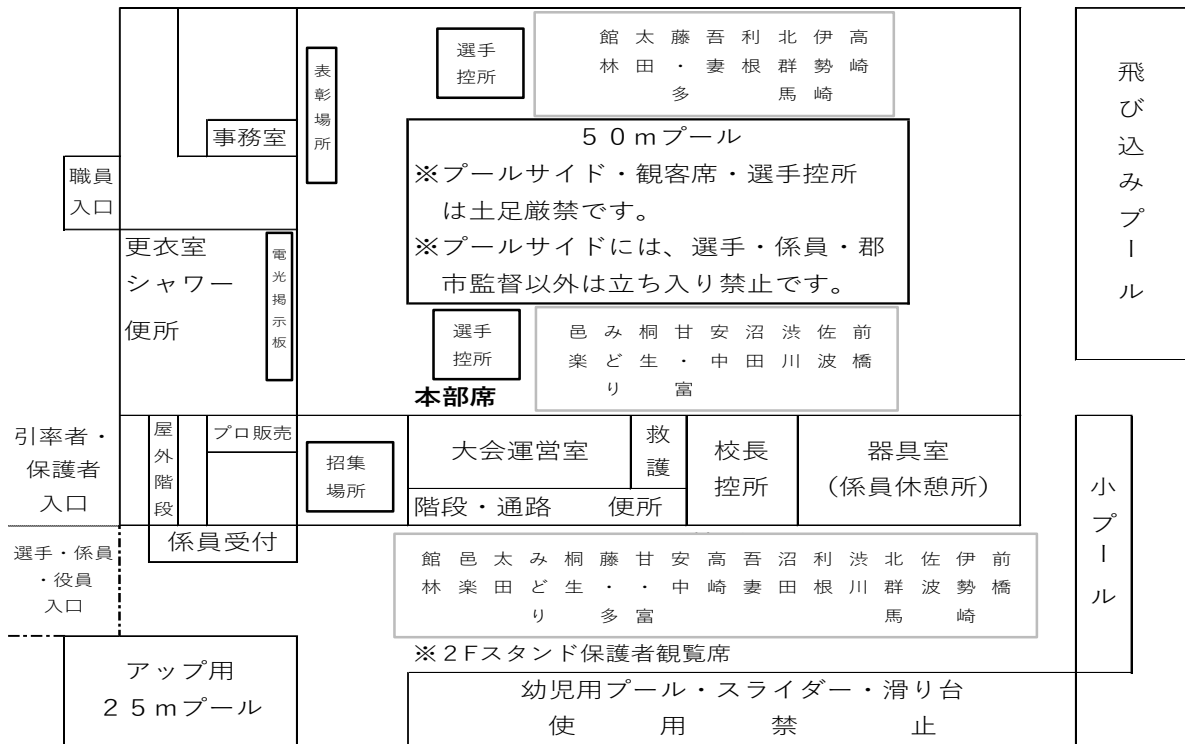 選手
控所
高崎
伊勢崎
北群馬
利根
吾妻
藤・多
太田
館林
飛び込みプール
表彰場所
事務室
職員
入口
５０ｍプール
※プールサイド・観客席・選手控所
は土足厳禁です。
※プールサイドには、選手・係員・郡
市監督以外は立ち入り禁止です。
更衣室
シャワー
便所
電光掲示板
選手
控所
前橋
佐波
渋川
沼田
安中
甘・富
桐生
みどり
邑楽
本部席
引率者・
保護者
入口
屋外階段
プロ販売
招集
場所
大会運営室
救護
校長
控所
器具室
（係員休憩所）
階段・通路　便所
小プール
選手・係員
・役員
入口
係員受付
前橋
伊勢崎
佐波
北群馬
渋川
利根
沼田
吾妻
高崎
安中
甘・富
藤・多
桐生
みどり
太田
邑楽
館林
※２Fスタンド保護者観覧席
アップ用
２５ｍプール
幼児用プール・スライダー・滑り台
使用禁止